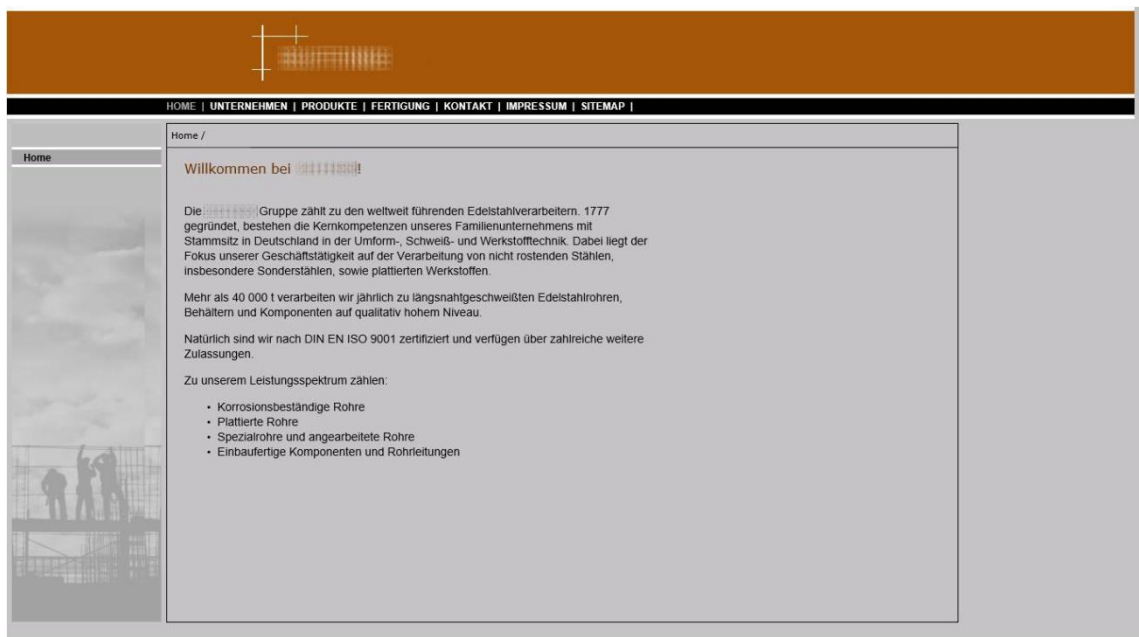 HOME | UNTERNEHMEN | PRODUKTE | FERTIGUNG | KONTAKT | IMPRESSUM | SITEMAP |
Home /
Home
Willkommen bei !
Die Gruppe zählt zu den weltweit führenden Edelstahlverarbeitern. 1777
gegründet, bestehen die Kernkompetenzen unseres Familienunternehmens mit
Stammsitz in Deutschland in der Umform-, Schweiß- und Werkstofftechnik. Dabei liegt der
Fokus unserer Geschäftstätigkeit auf der Verarbeitung von nicht rostenden Stählen,
insbesondere Sonderstählen, sowie plattierten Werkstoffen.
Mehr als 40 000 t verarbeiten wir jährlich zu längsnahtgeschweißten Edelstahlrohren,
Behältern und Komponenten auf qualitativ hohem Niveau.
Natürlich sind wir nach DIN EN ISO 9001 zertifiziert und verfügen über zahlreiche weitere
Zulassungen.
Zu unserem Leistungsspektrum zählen:
• Korrosionsbeständige Rohre
• Plattierte Rohre
• Spezialrohre und angearbeitete Rohre
• Einbaufertige Komponenten und Rohrleitungen